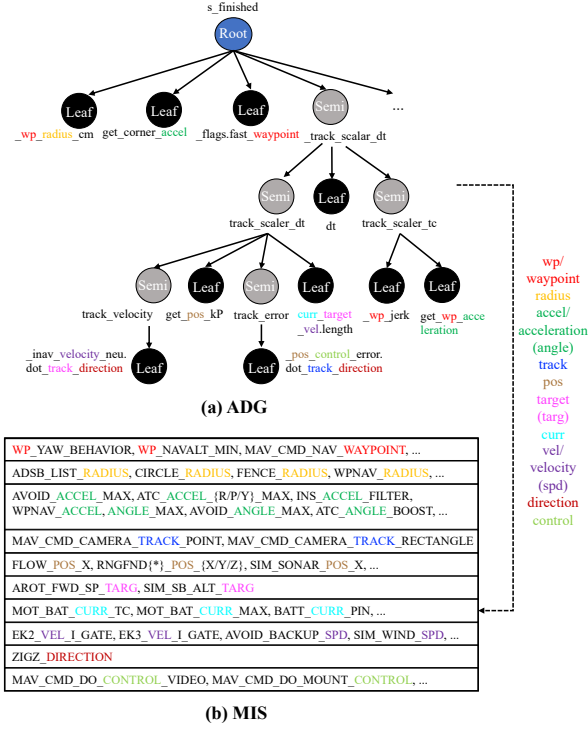 s_finished
Root
Leaf Leaf Leaf Semi ...
_wp_radius_cm get_corner_accel _flags.fast_waypoint _track_scalar_dt
Semi Leaf Semi
track_scaler_dt dt track_scaler_tc
Semi Leaf Semi Leaf Leaf Leaf
track_velocity get_pos_kP track_error curr_target
_vel.length
_wp_jerk get_wp_acce
leration
_inav_velocity_neu.
dot_track_direction
Leaf
_pos_control_error.
dot_track_direction
Leaf
(a) ADG
wp/
waypoint
radius
accel/
acceleration
(angle)
track
pos
target
(targ)
curr
vel/
velocity
(spd)
direction
control
WP_YAW_BEHAVIOR, WP_NAVALT_MIN, MAV_CMD_NAV_WAYPOINT, ...
ADSB_LIST_RADIUS, CIRCLE_RADIUS, FENCE_RADIUS, WPNAV_RADIUS, ...
AVOID_ACCEL_MAX, ATC_ACCEL_{R/P/Y}_MAX, INS_ACCEL_FILTER,
WPNAV_ACCEL, ANGLE_MAX, AVOID_ANGLE_MAX, ATC_ANGLE_BOOST, ...
MAV_CMD_CAMERA_TRACK_POINT, MAV_CMD_CAMERA_TRACK_RECTANGLE
FLOW_POS_X, RNGFND{*}_POS_{X/Y/Z}, SIM_SONAR_POS_X, ...
AROT_FWD_SP_TARG, SIM_SB_ALT_TARG
MOT_BAT_CURR_TC, MOT_BAT_CURR_MAX, BATT_CURR_PIN, ...
EK2_VEL_I_GATE, EK3_VEL_I_GATE, AVOID_BACKUP_SPD, SIM_WIND_SPD, ...
ZIGZ_DIRECTION
MAV_CMD_DO_CONTROL_VIDEO, MAV_CMD_DO_MOUNT_CONTROL, ...
(b) MIS